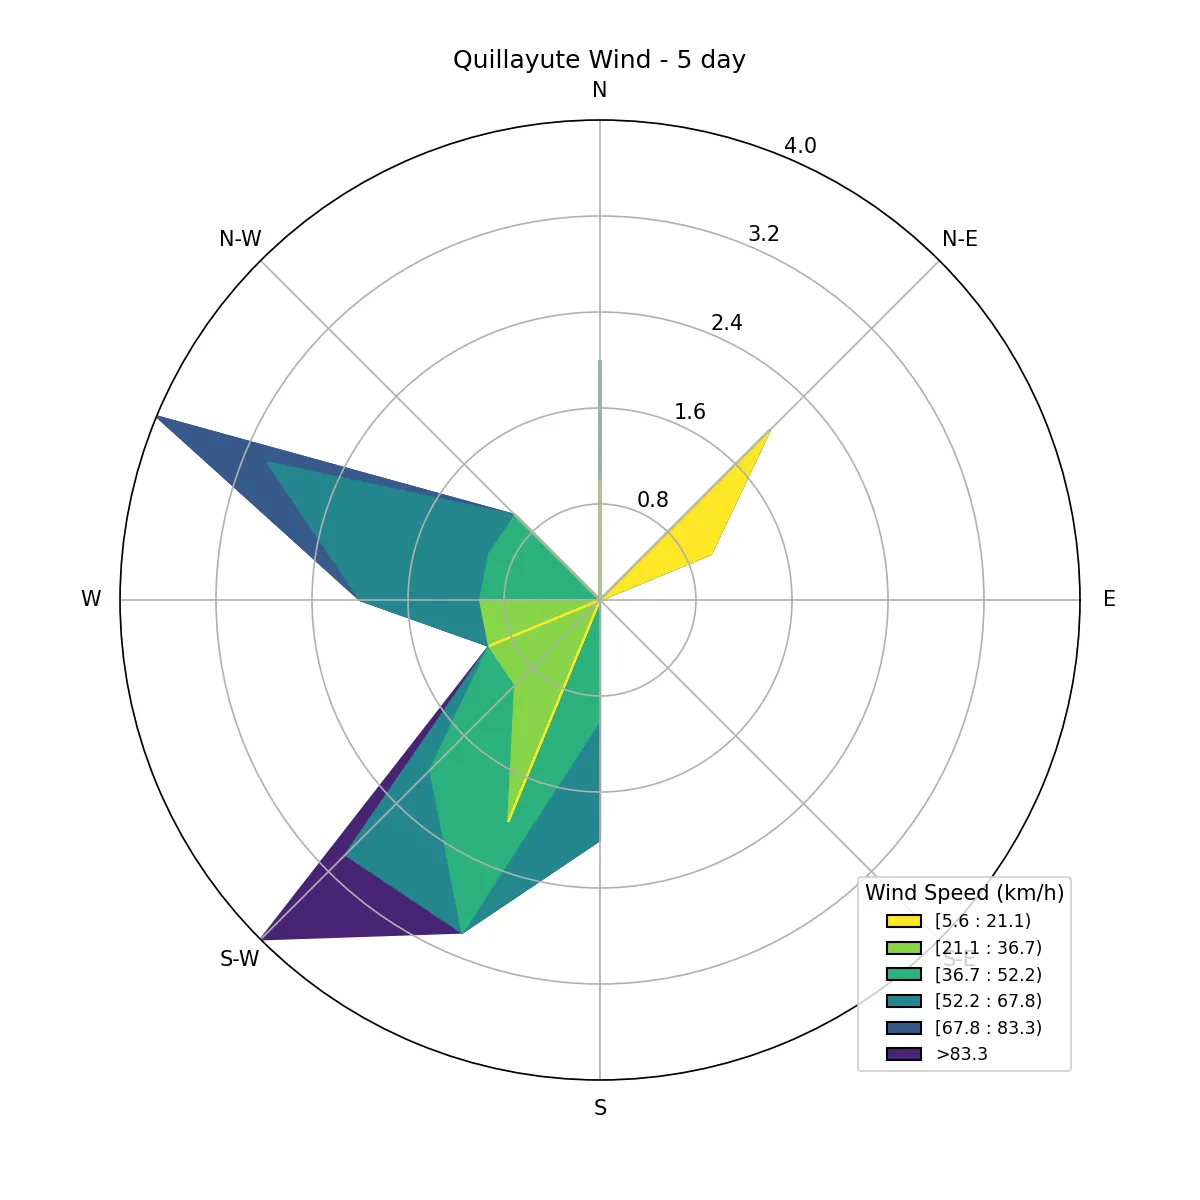 Quillayute Wind - 5 day
N
4.0
3.2
N-W
N-E
2.4
1.6
0.8
W
E
Wind Speed (km/h)
[5.6 : 21.1)
[21.1 : 36.7)
S-W
S-E
[36.7 : 52.2)
[52.2 : 67.8)
[67.8 : 83.3)
>83.3
S